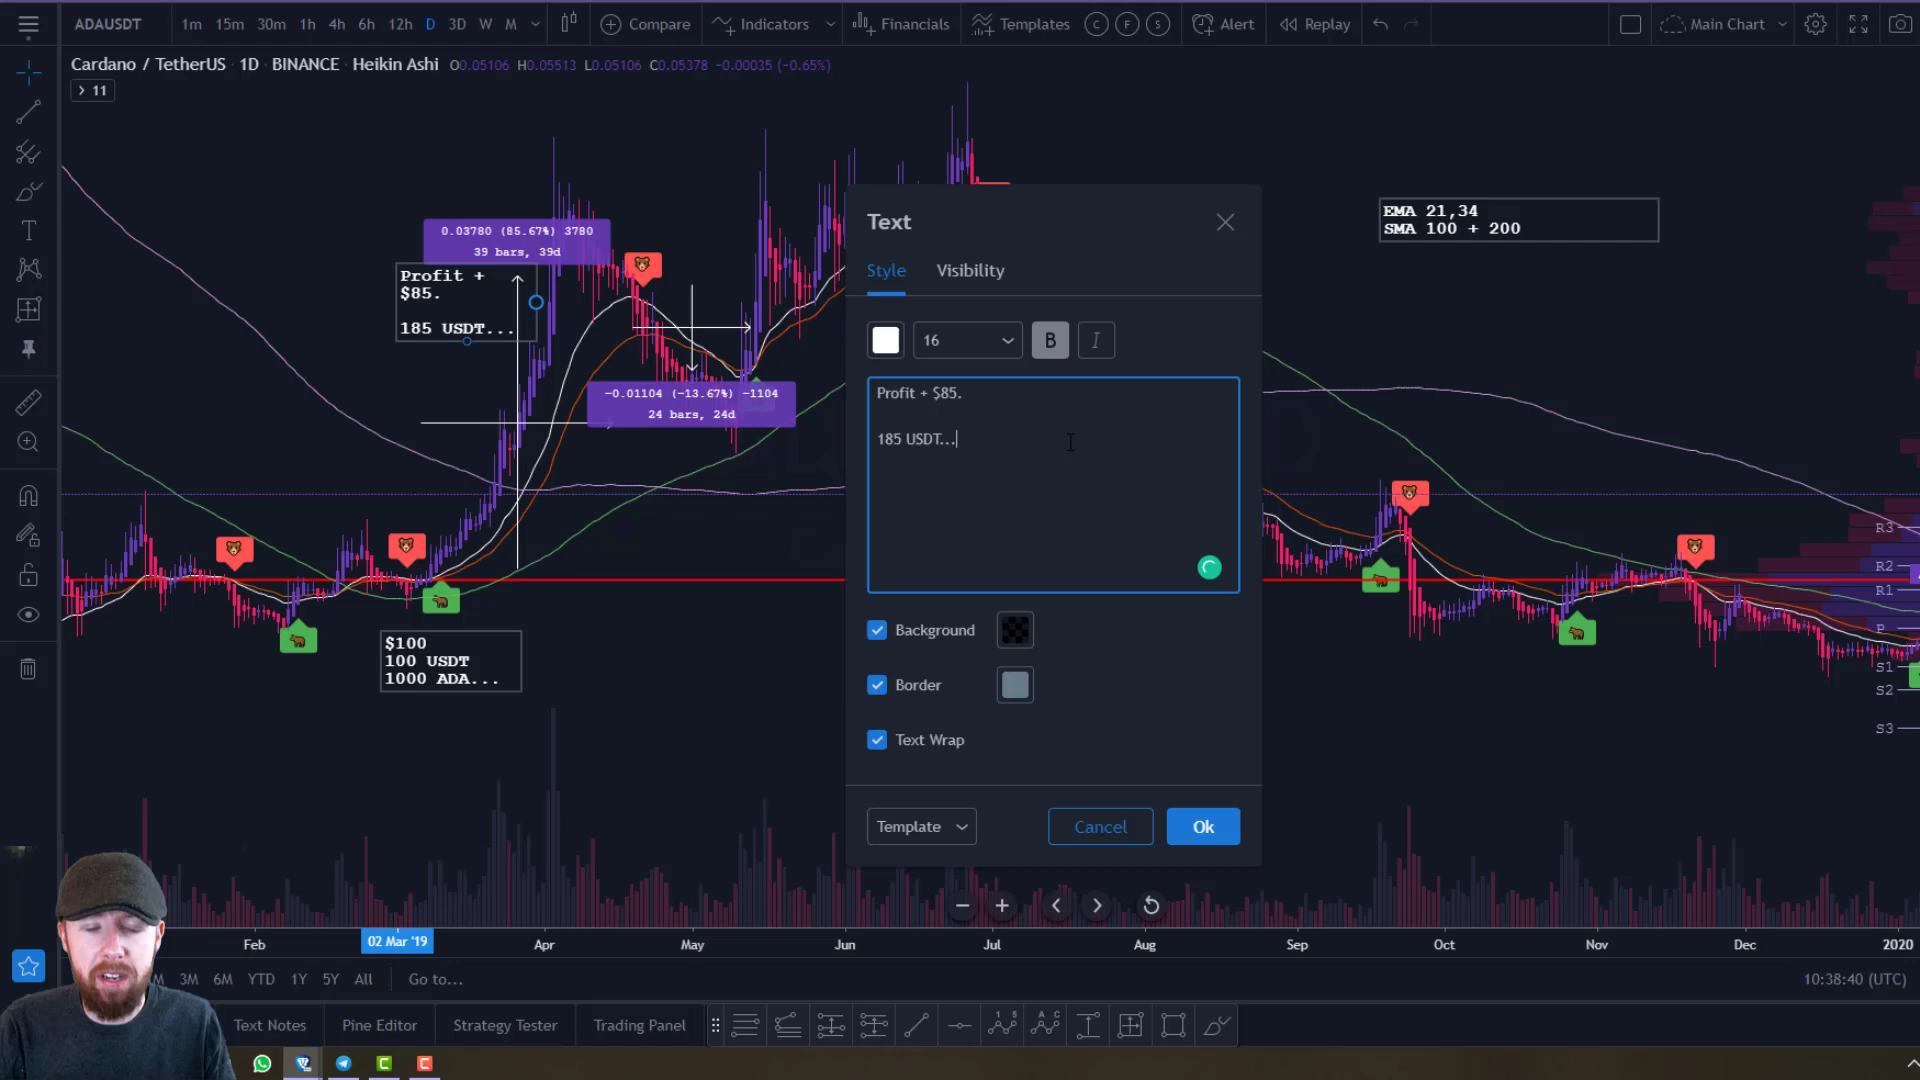 ADAUSDT
1m 15m 30m 1h 4h 6h 12h D 3D W M
Compare
Indicators
Financials
Templates
C F S
Alert
Replay
Main Chart
Cardano / TetherUS · 1D · BINANCE · Heikin Ashi O0.05106 H0.05513 L0.05106 C0.05378 −0.00035 (−0.65%)
> 11
0.03780 (85.67%) 3780
39 bars, 39d
Profit +
$85.
185 USDT...
−0.01104 (−13.67%) −1104
24 bars, 24d
$100
100 USDT
1000 ADA...
EMA 21,34
SMA 100 + 200
Text
Style Visibility
16
B
I
Profit + $85.
185 USDT...
Background
Border
Text Wrap
Template
Cancel
Ok
R3
R2
R1
P
S1
S2
S3
Feb
02 Mar '19
Apr May Jun Jul Aug Sep Oct Nov Dec 2020
M 3M 6M YTD 1Y 5Y All
Go to...
10:38:40 (UTC)
Text Notes
Pine Editor
Strategy Tester
Trading Panel